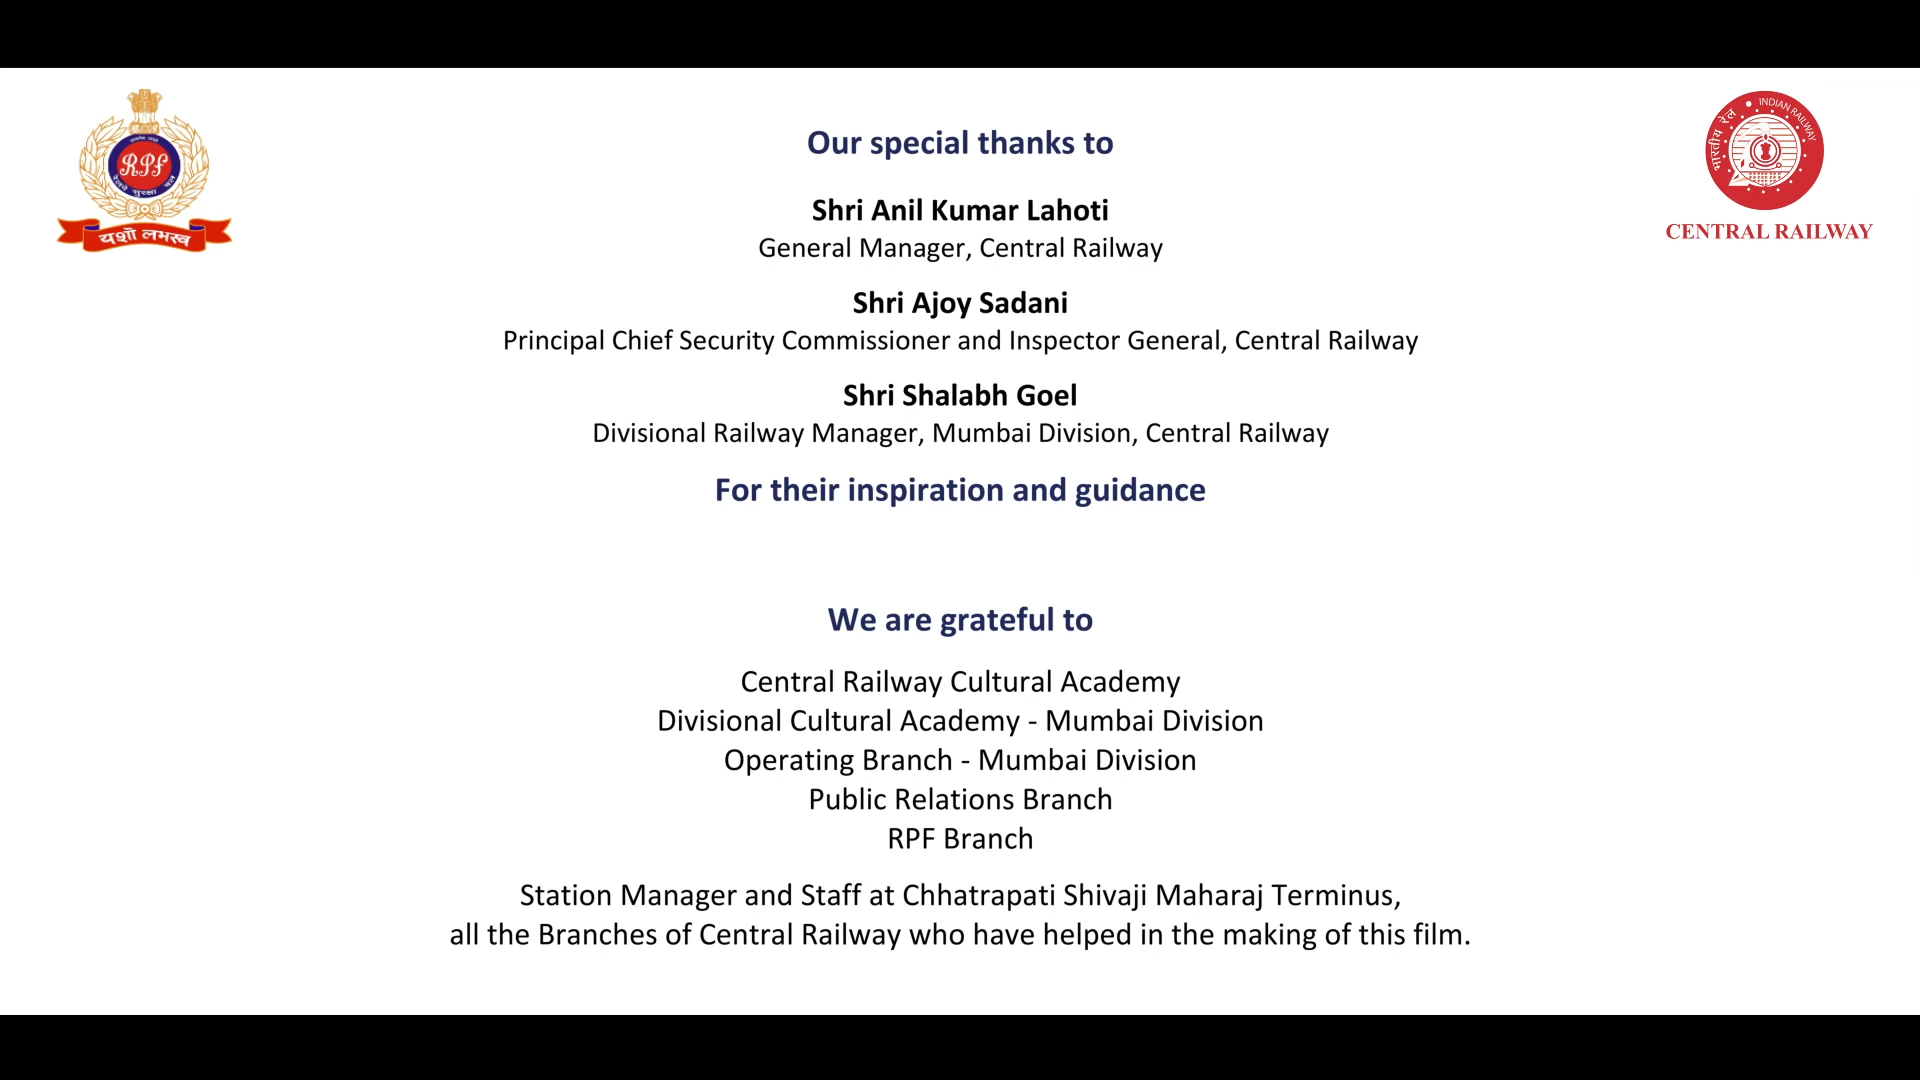 RPF
रेलवे सुरक्षा बल
यशो लभस्व
भारतीय रेल INDIAN RAILWAY
CENTRAL RAILWAY
Our special thanks to
Shri Anil Kumar Lahoti
General Manager, Central Railway
Shri Ajoy Sadani
Principal Chief Security Commissioner and Inspector General, Central Railway
Shri Shalabh Goel
Divisional Railway Manager, Mumbai Division, Central Railway
For their inspiration and guidance
We are grateful to
Central Railway Cultural Academy
Divisional Cultural Academy - Mumbai Division
Operating Branch - Mumbai Division
Public Relations Branch
RPF Branch
Station Manager and Staff at Chhatrapati Shivaji Maharaj Terminus,
all the Branches of Central Railway who have helped in the making of this film.